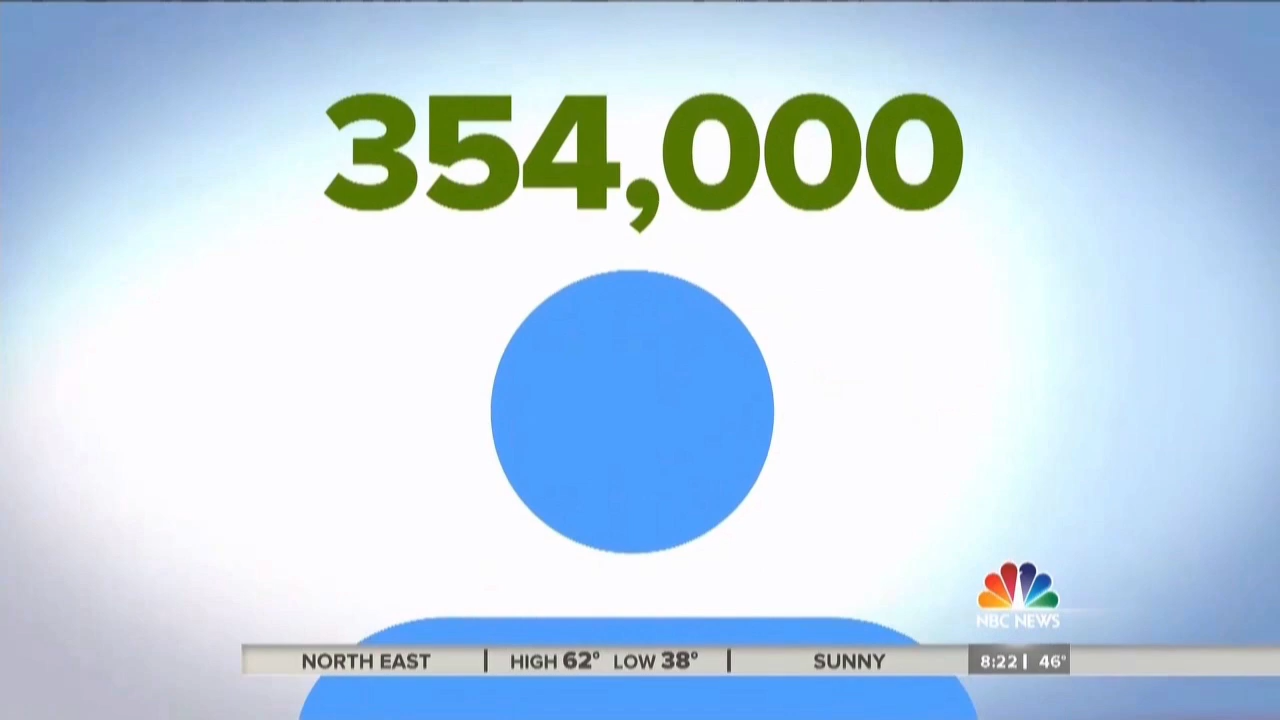 354,000
NBC NEWS
NORTH EAST | HIGH 62° LOW 38° | SUNNY 8:22 | 46°